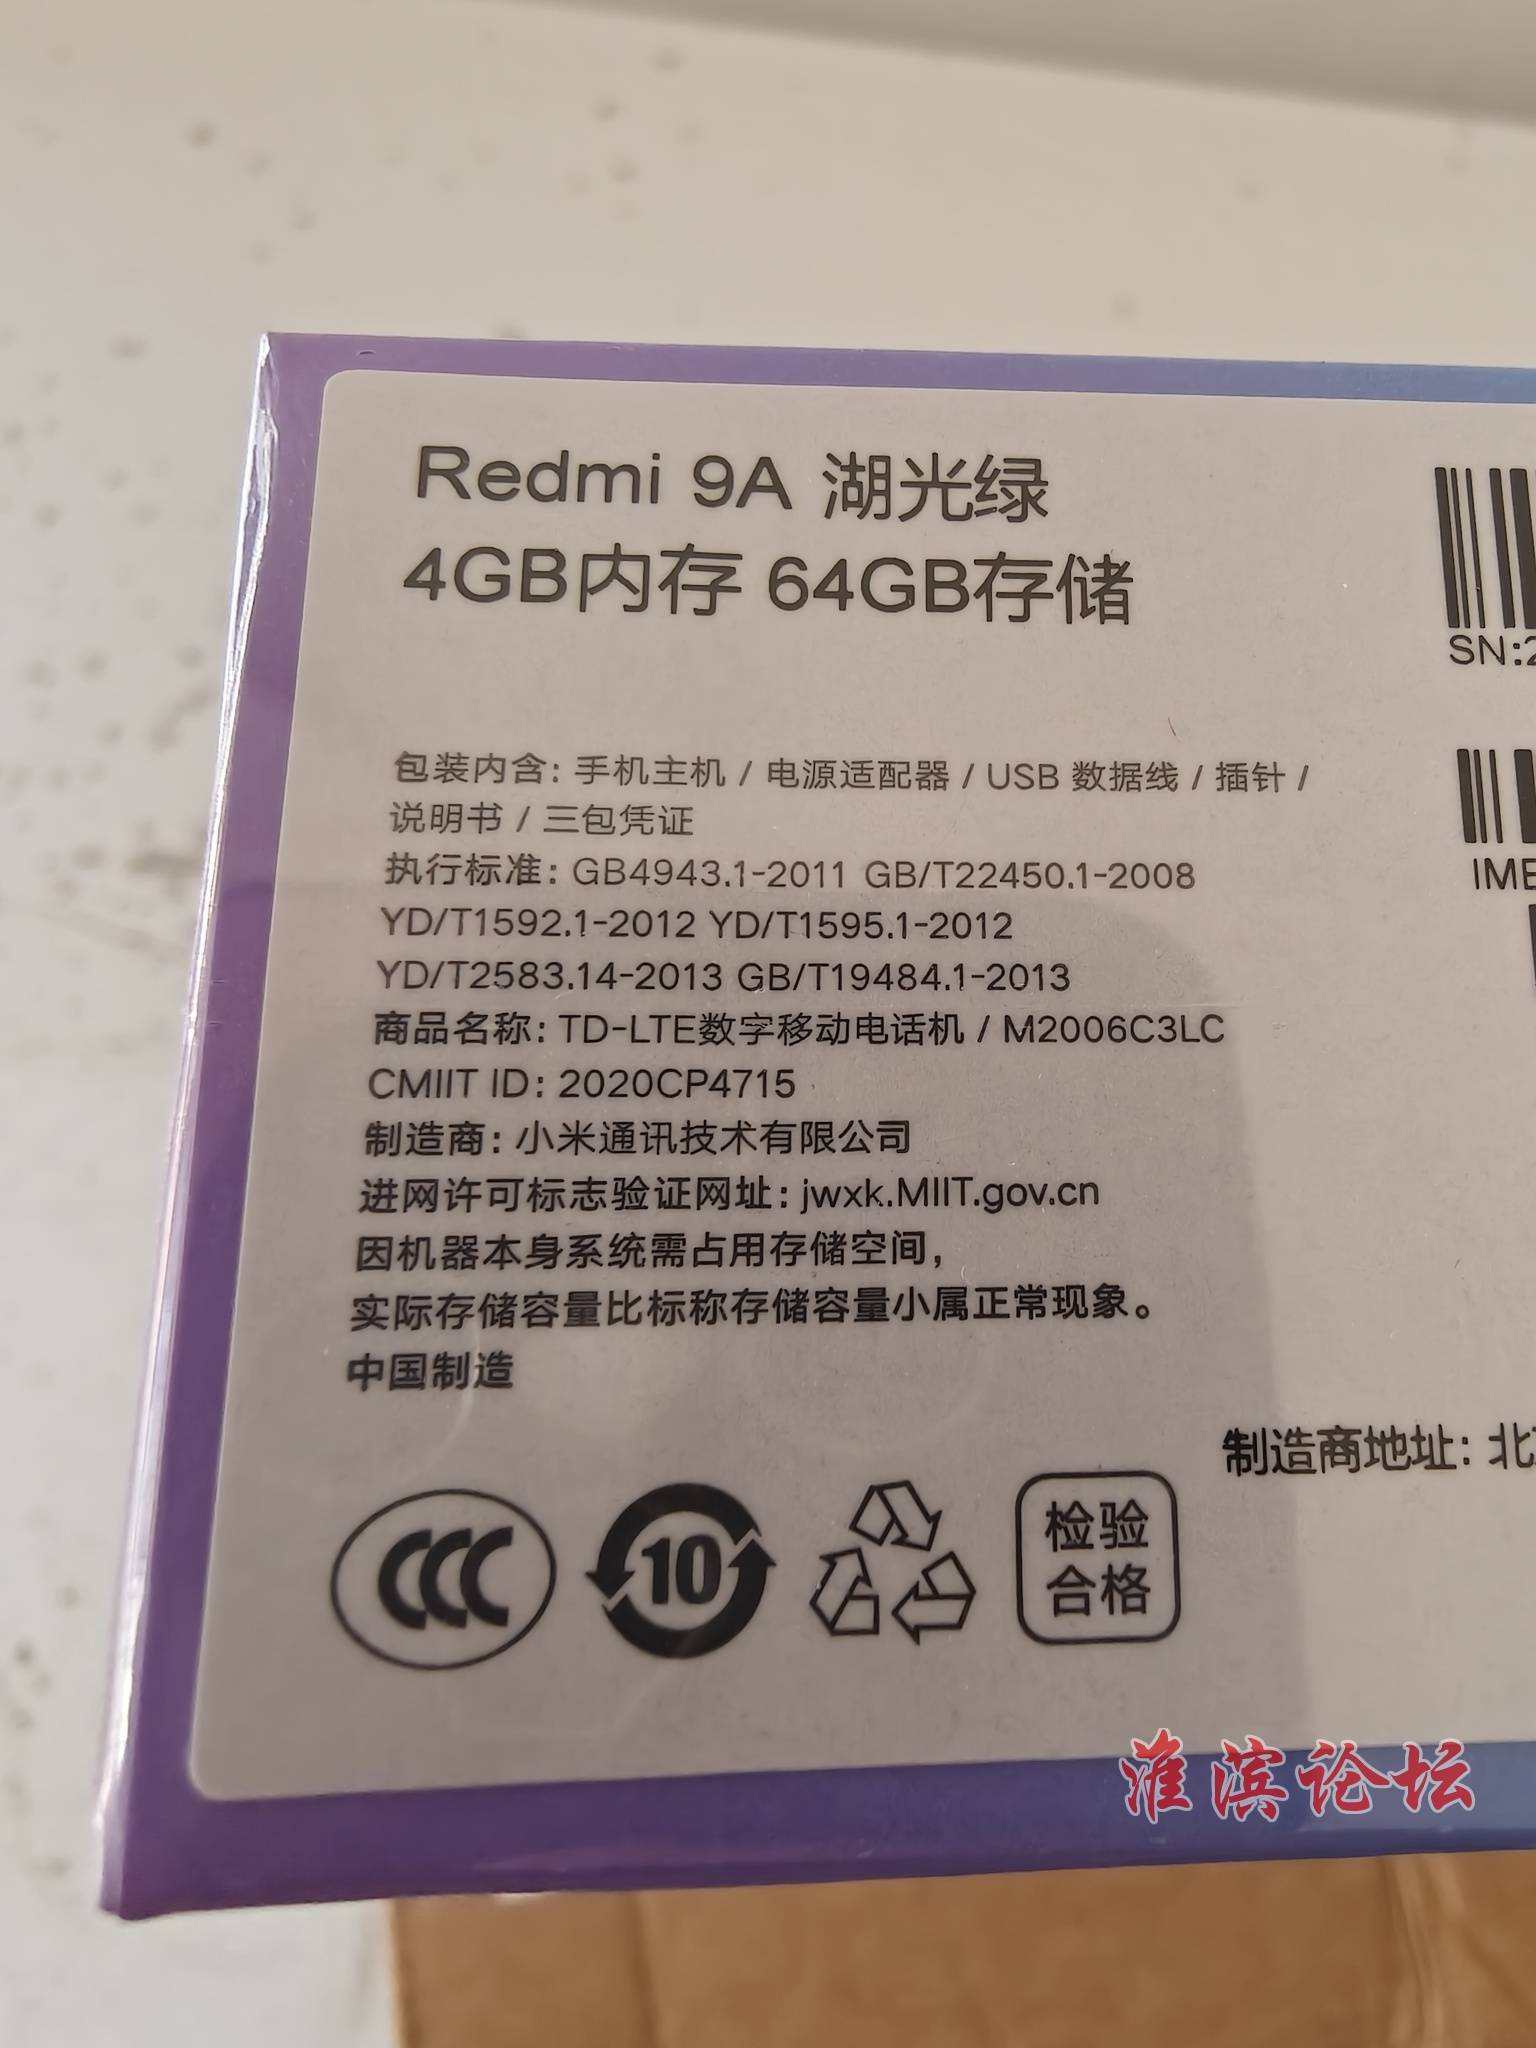 Redmi 9A 湖光绿
4GB内存 64GB存储
SN:2
包装内含: 手机主机 / 电源适配器 / USB 数据线 / 插针 /
说明书 / 三包凭证
执行标准: GB4943.1-2011 GB/T22450.1-2008
IME
YD/T1592.1-2012 YD/T1595.1-2012
YD/T2583.14-2013 GB/T19484.1-2013
商品名称: TD-LTE数字移动电话机 / M2006C3LC
CMIIT ID: 2020CP4715
制造商: 小米通讯技术有限公司
进网许可标志验证网址: jwxk.MIIT.gov.cn
因机器本身系统需占用存储空间,
实际存储容量比标称存储容量小属正常现象。
中国制造
制造商地址: 北
CCC
10
检验
合格
淮滨论坛